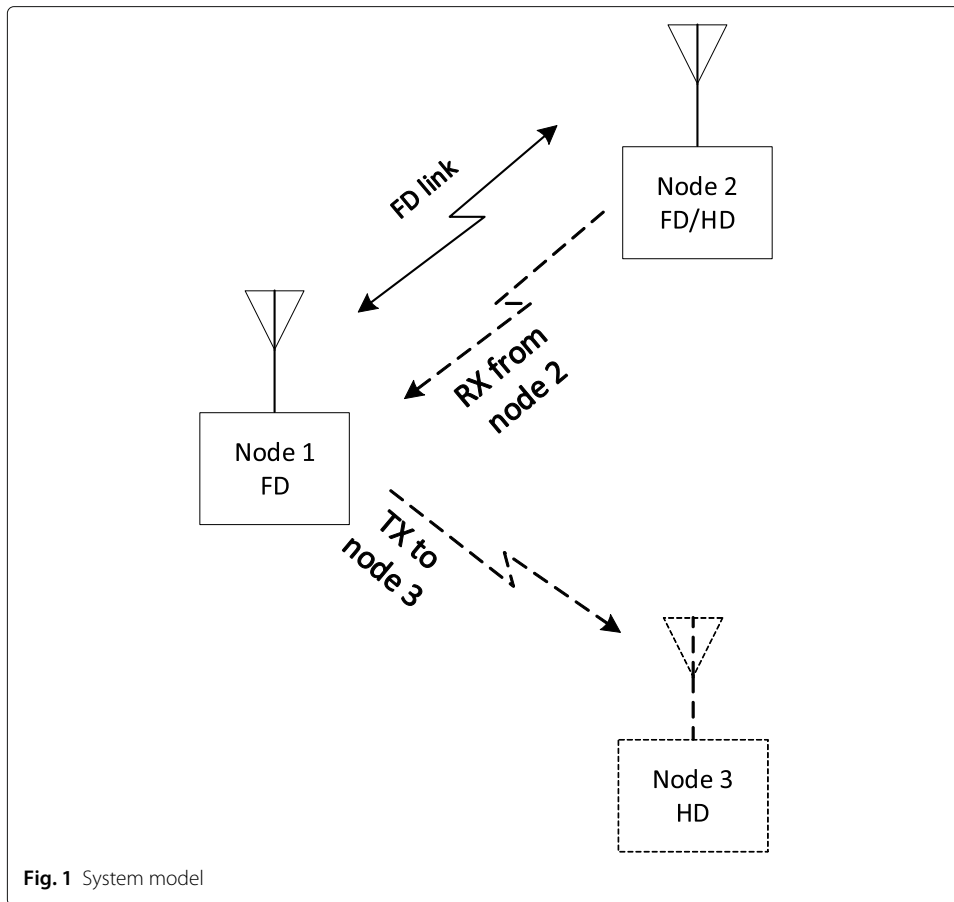 Node 2
FD/HD
FD link
RX from
node 2
Node 1
FD
TX to
node 3
Node 3
HD
Fig. 1 System model